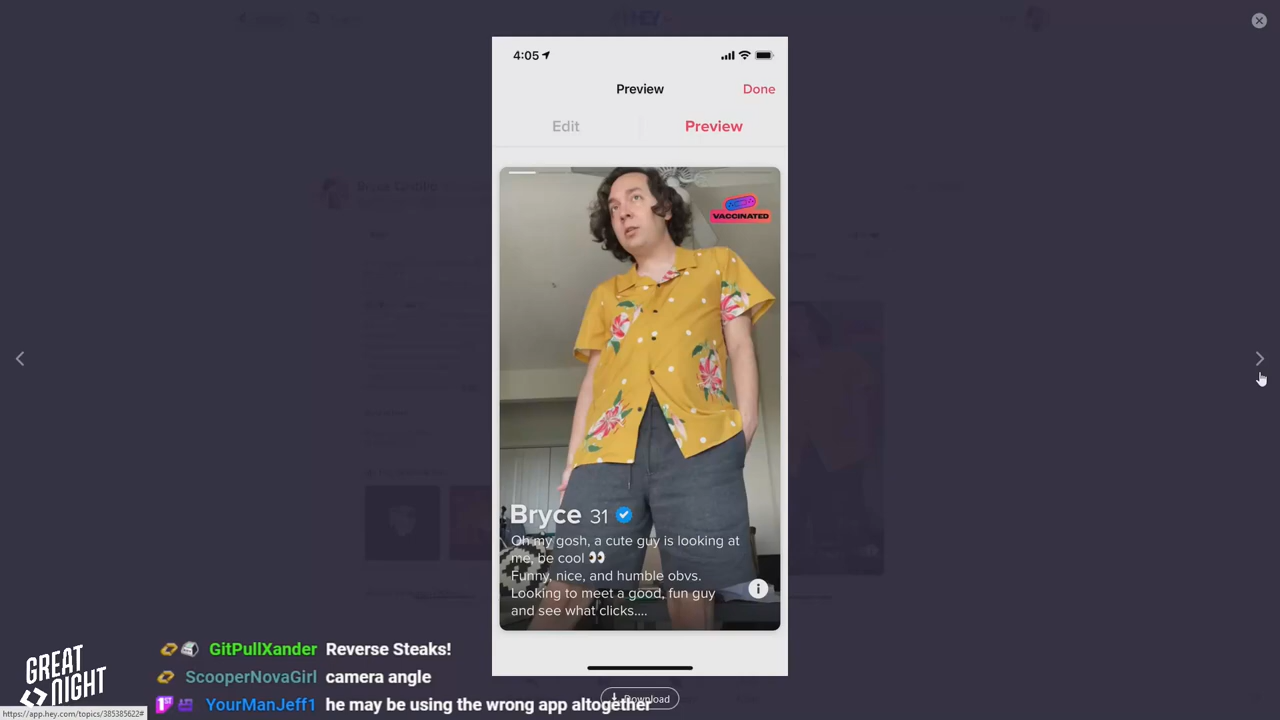 4:05
Preview
Done
Edit
Preview
VACCINATED
Bryce 31
Oh my gosh, a cute guy is looking at
me, be cool 👀
Funny, nice, and humble obvs.
Looking to meet a good, fun guy
and see what clicks....
GitPullXander Reverse Steaks!
ScooperNovaGirl camera angle
YourManJeff1 he may be using the wrong app altogether
Download
GREAT
NIGHT
https://app.hey.com/topics/385385622#